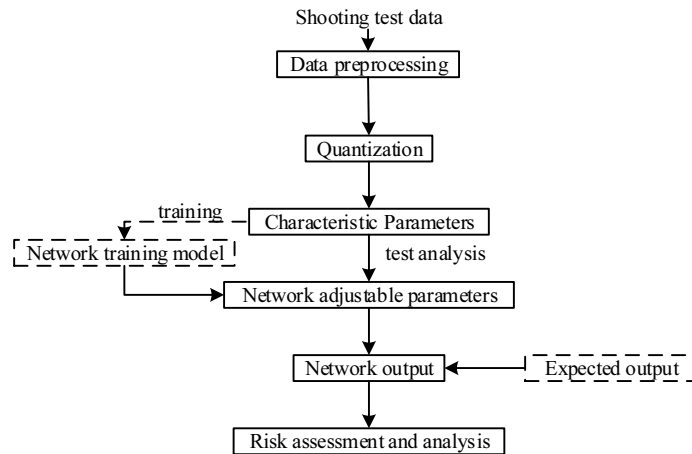 Shooting test data
Data preprocessing
Quantization
training
Characteristic Parameters
Network training model
test analysis
Network adjustable parameters
Network output
Expected output
Risk assessment and analysis